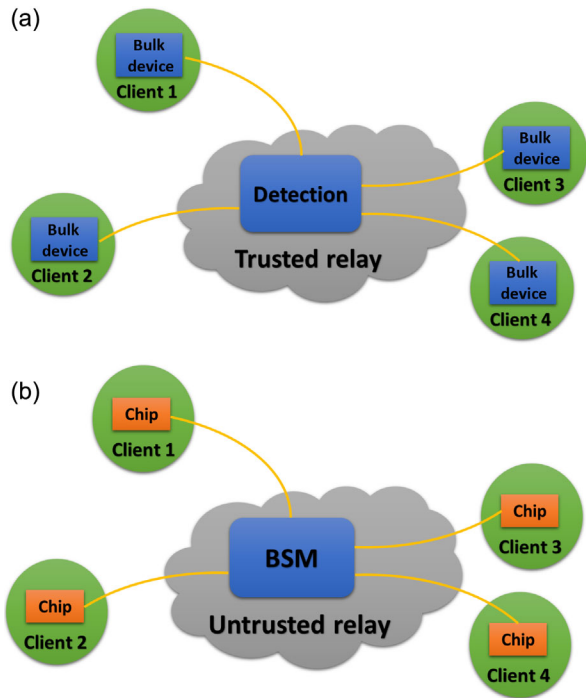 (a)
Bulk
device
Client 1
Bulk
device
Client 3
Detection
Bulk
device
Client 2
Trusted relay
Bulk
device
Client 4
(b)
Chip
Client 1
Chip
Client 3
BSM
Chip
Client 2
Untrusted relay
Chip
Client 4